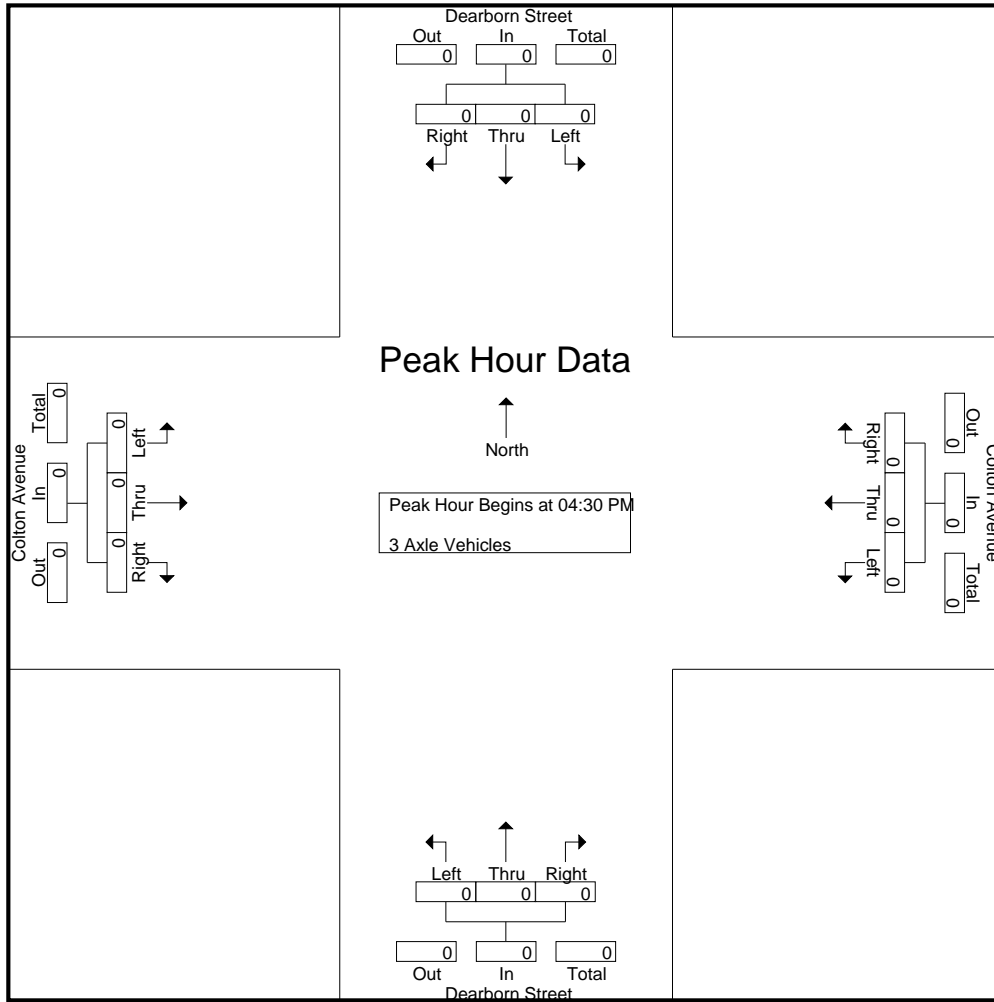 Dearborn Street
Out In Total
0 0 0
0 0 0
Right Thru Left
Peak Hour Data
North
Peak Hour Begins at 04:30 PM
3 Axle Vehicles
Colton Avenue
Out In Total
0 0 0
0 0 0
Right Thru Left
Colton Avenue
Out In Total
0 0 0
0 0 0
Right Thru Left
Left Thru Right
0 0 0
0 0 0
Out In Total
Dearborn Street